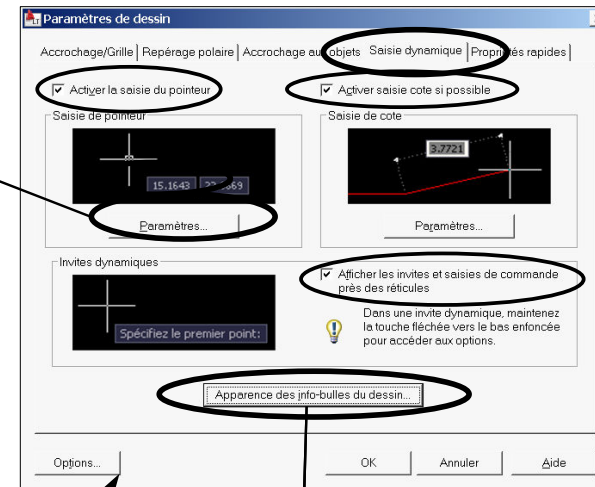 Paramètres de dessin
Accrochage/Grille Repérage polaire Accrochage aux objets Saisie dynamique Propriétés rapides
Activer la saisie du pointeur
Activer saisie cote si possible
Saisie de pointeur
Saisie de cote
15.1643
3.7721
Paramètres...
Paramètres...
Invites dynamiques
Afficher les invites et saisies de commande
près des réticules
Spécifiez le premier point:
Dans une invite dynamique, maintenez
la touche fléchée vers le bas enfoncée
pour accéder aux options.
Apparence des info-bulles du dessin...
Options...
OK
Annuler
Aide